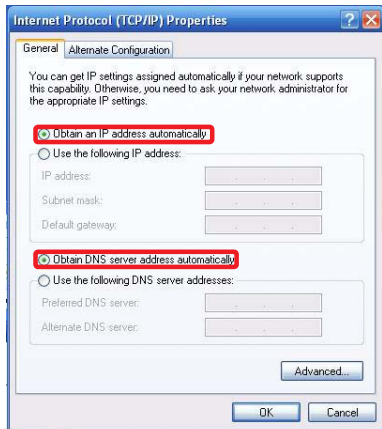 Internet Protocol (TCP/IP) Properties
General
Alternate Configuration
You can get IP settings assigned automatically if your network supports
this capability. Otherwise, you need to ask your network administrator for
the appropriate IP settings.
Obtain an IP address automatically
Use the following IP address:
IP address:
Subnet mask:
Default gateway:
Obtain DNS server address automatically
Use the following DNS server addresses:
Preferred DNS server:
Alternate DNS server:
Advanced...
OK
Cancel